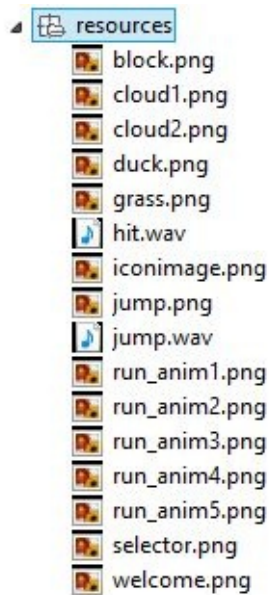 resources
block.png
cloud1.png
cloud2.png
duck.png
grass.png
hit.wav
iconimage.png
jump.png
jump.wav
run_anim1.png
run_anim2.png
run_anim3.png
run_anim4.png
run_anim5.png
selector.png
welcome.png